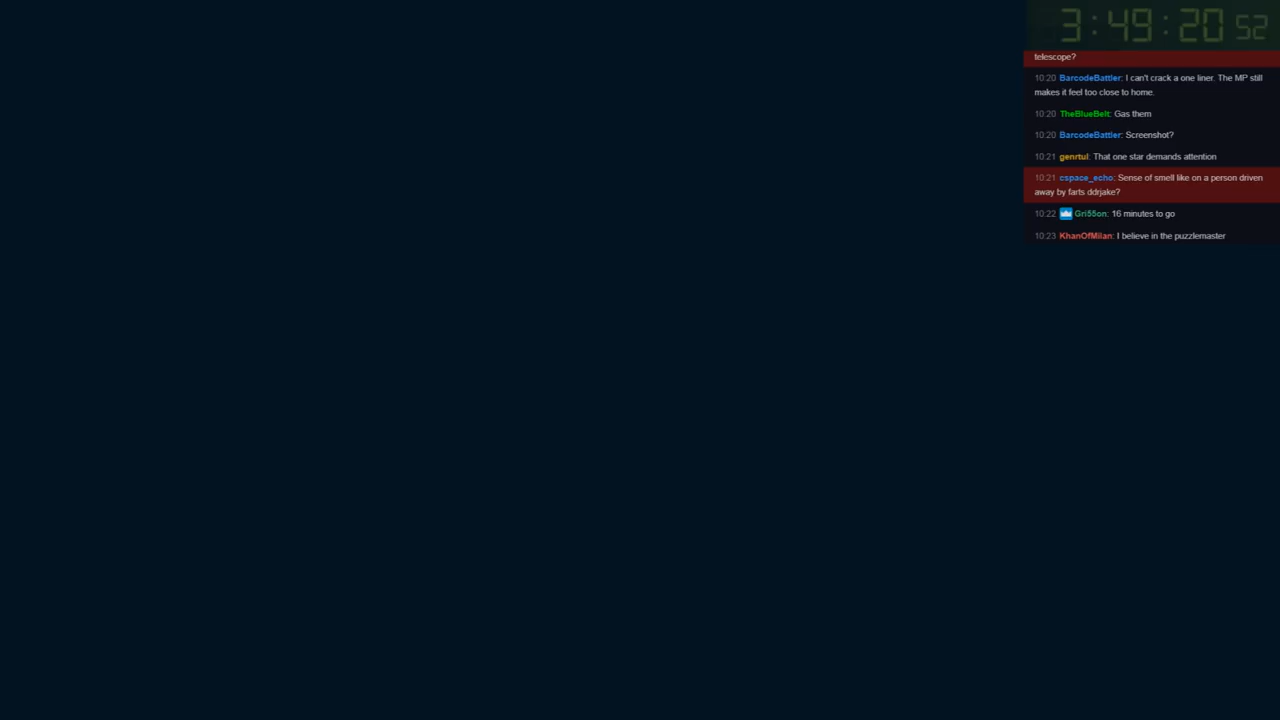 3:49:20 52
telescope?
10:20 BarcodeBattler: I can't crack a one liner. The MP still
makes it feel too close to home.
10:20 TheBlueBelt: Gas them
10:20 BarcodeBattler: Screenshot?
10:21 genrtul: That one star demands attention
10:21 cspace_echo: Sense of smell like on a person driven
away by farts ddrjake?
10:22 Gri55on: 16 minutes to go
10:23 KhanOfMilan: I believe in the puzzlemaster